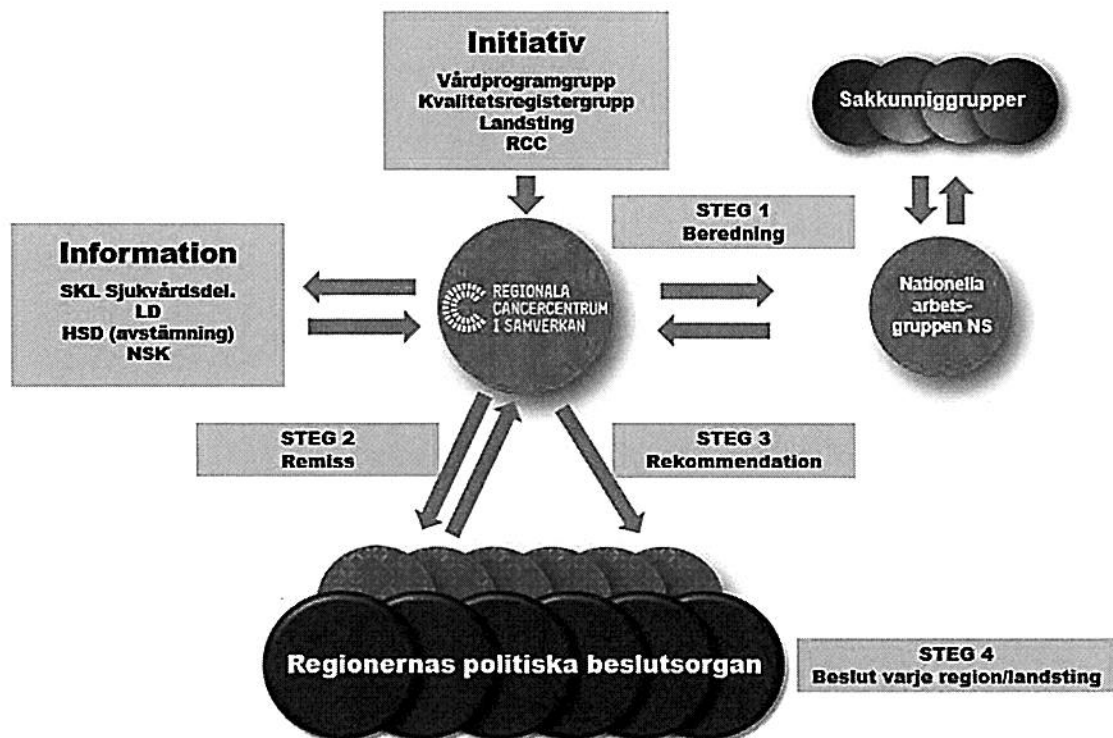 Initiativ
Vårdprogramgrupp
Kvalitetsregistergrupp
Landsting
RCC
Sakkunniggrupper
STEG 1
Beredning
Information
SKL Sjukvårdsdel.
LD
HSD (avstämning)
NSK
REGIONALA
CANCERCENTRUM
I SAMVERKAN
Nationella
arbets-
gruppen NS
STEG 2
Remiss
STEG 3
Rekommendation
Regionernas politiska beslutsorgan
STEG 4
Beslut varje region/landsting